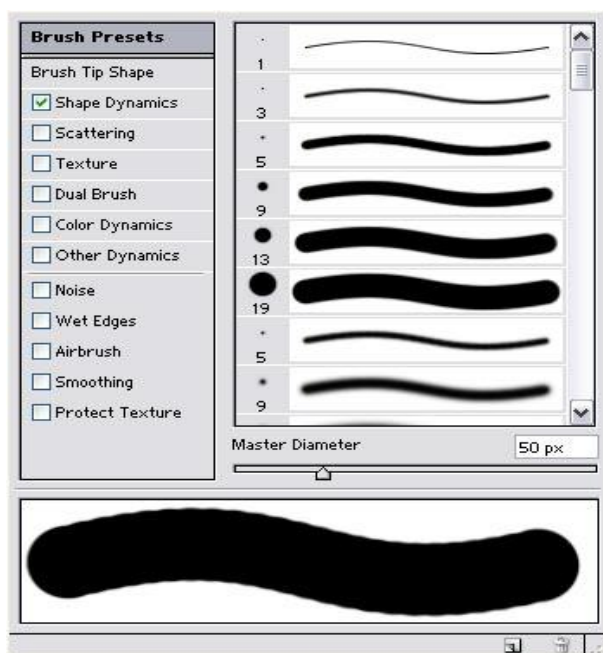 Brush Presets
Brush Tip Shape
Shape Dynamics
Scattering
Texture
Dual Brush
Color Dynamics
Other Dynamics
Noise
Wet Edges
Airbrush
Smoothing
Protect Texture
1
3
5
9
13
19
5
9
Master Diameter 50 px